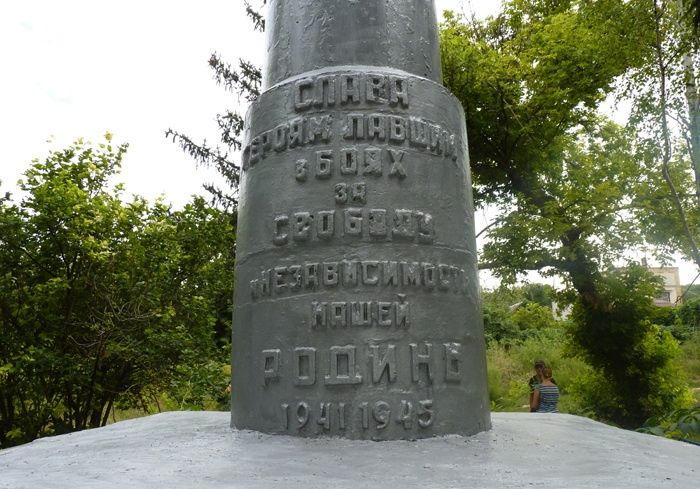 СЛАВА
ГЕРОЯМ ПАВШИМ
в БОЯХ
ЗА
СВОБОДУ
и НЕЗАВИСИМОСТЬ
НАШЕЙ
РОДИНЫ
1941 1945